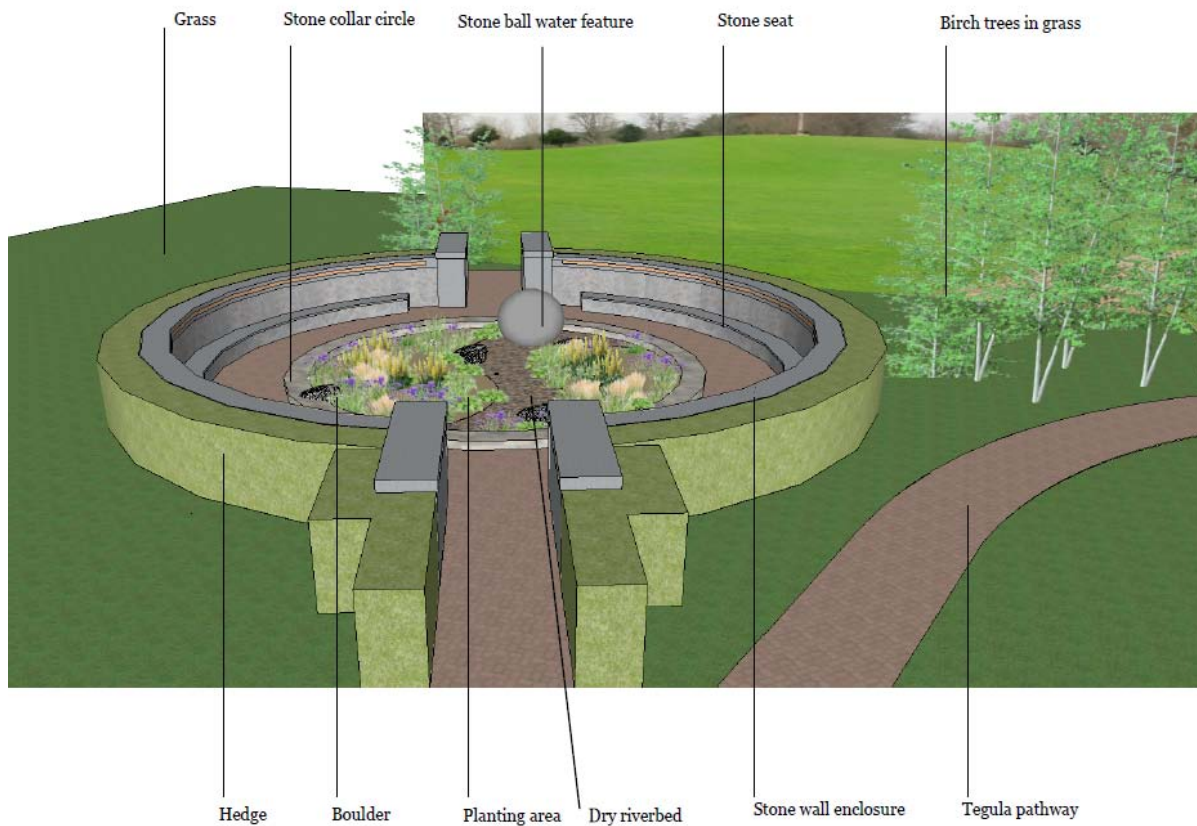 Grass
Stone collar circle
Stone ball water feature
Stone seat
Birch trees in grass
Hedge
Boulder
Planting area
Dry riverbed
Stone wall enclosure
Tegula pathway